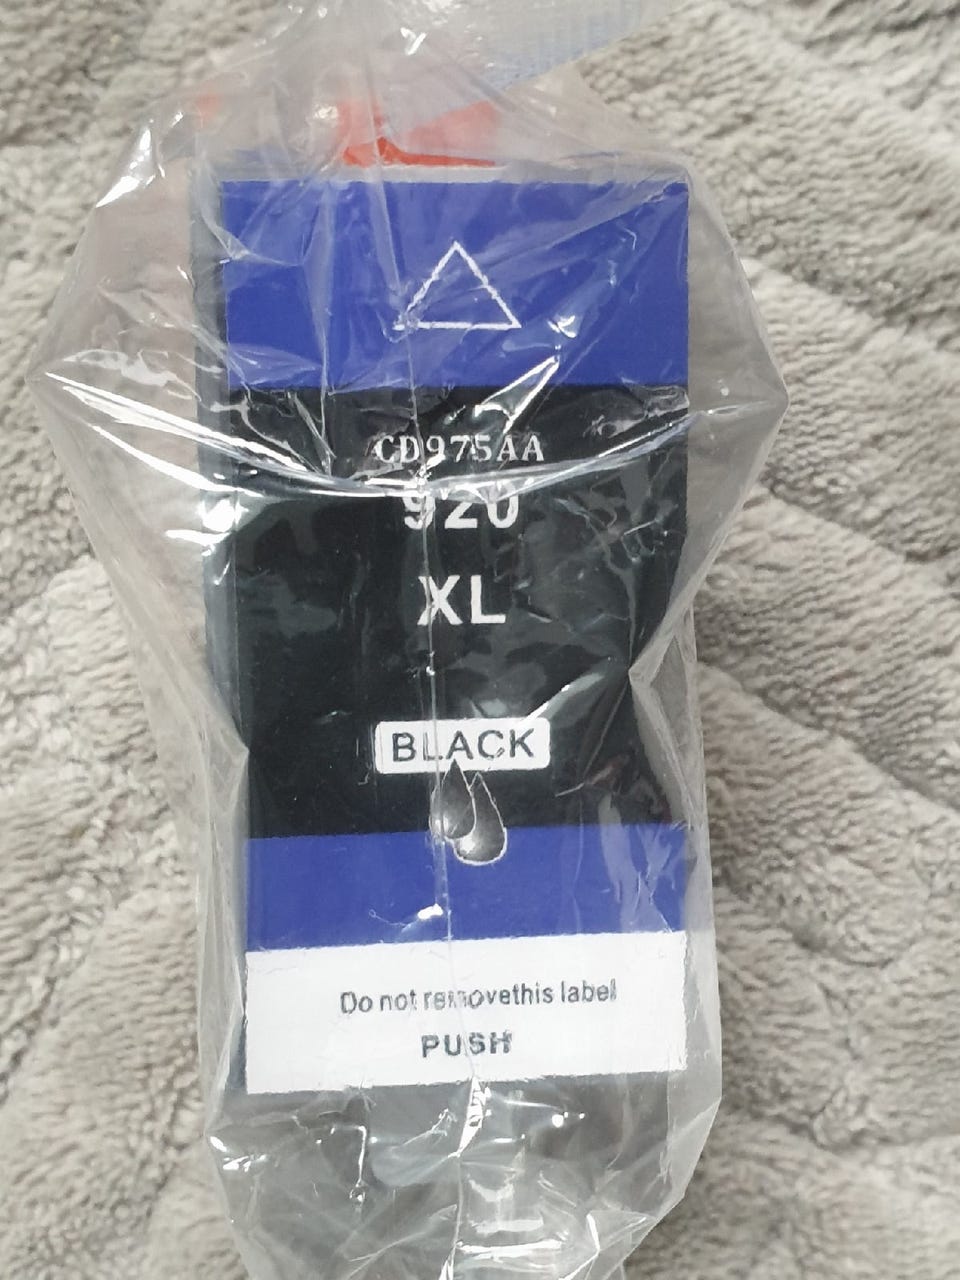 CD975AA
920
XL
BLACK
Do not removethis label
PUSH